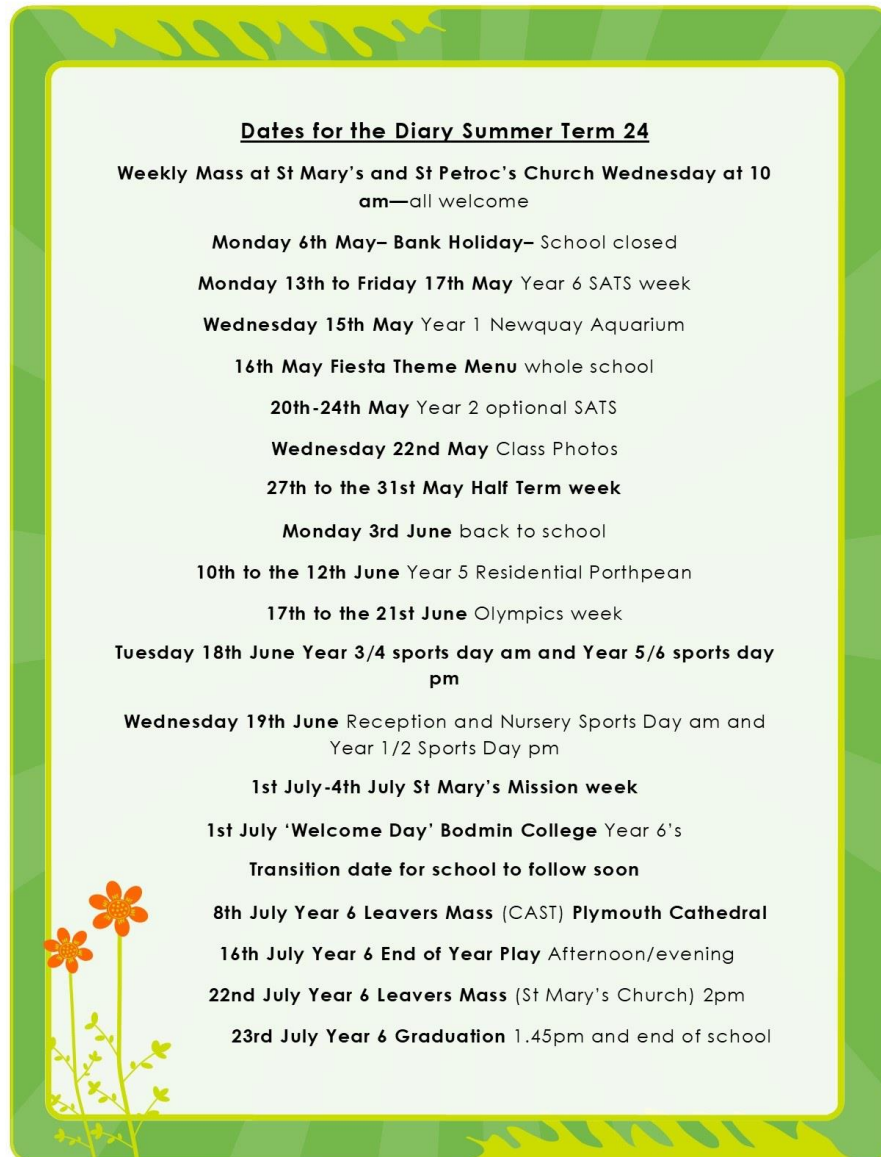 Dates for the Diary Summer Term 24
Weekly Mass at St Mary's and St Petroc's Church Wednesday at 10
am—all welcome
Monday 6th May– Bank Holiday– School closed
Monday 13th to Friday 17th May Year 6 SATS week
Wednesday 15th May Year 1 Newquay Aquarium
16th May Fiesta Theme Menu whole school
20th-24th May Year 2 optional SATS
Wednesday 22nd May Class Photos
27th to the 31st May Half Term week
Monday 3rd June back to school
10th to the 12th June Year 5 Residential Porthpean
17th to the 21st June Olympics week
Tuesday 18th June Year 3/4 sports day am and Year 5/6 sports day
pm
Wednesday 19th June Reception and Nursery Sports Day am and
Year 1/2 Sports Day pm
1st July-4th July St Mary's Mission week
1st July ‘Welcome Day’ Bodmin College Year 6's
Transition date for school to follow soon
8th July Year 6 Leavers Mass (CAST) Plymouth Cathedral
16th July Year 6 End of Year Play Afternoon/evening
22nd July Year 6 Leavers Mass (St Mary's Church) 2pm
23rd July Year 6 Graduation 1.45pm and end of school